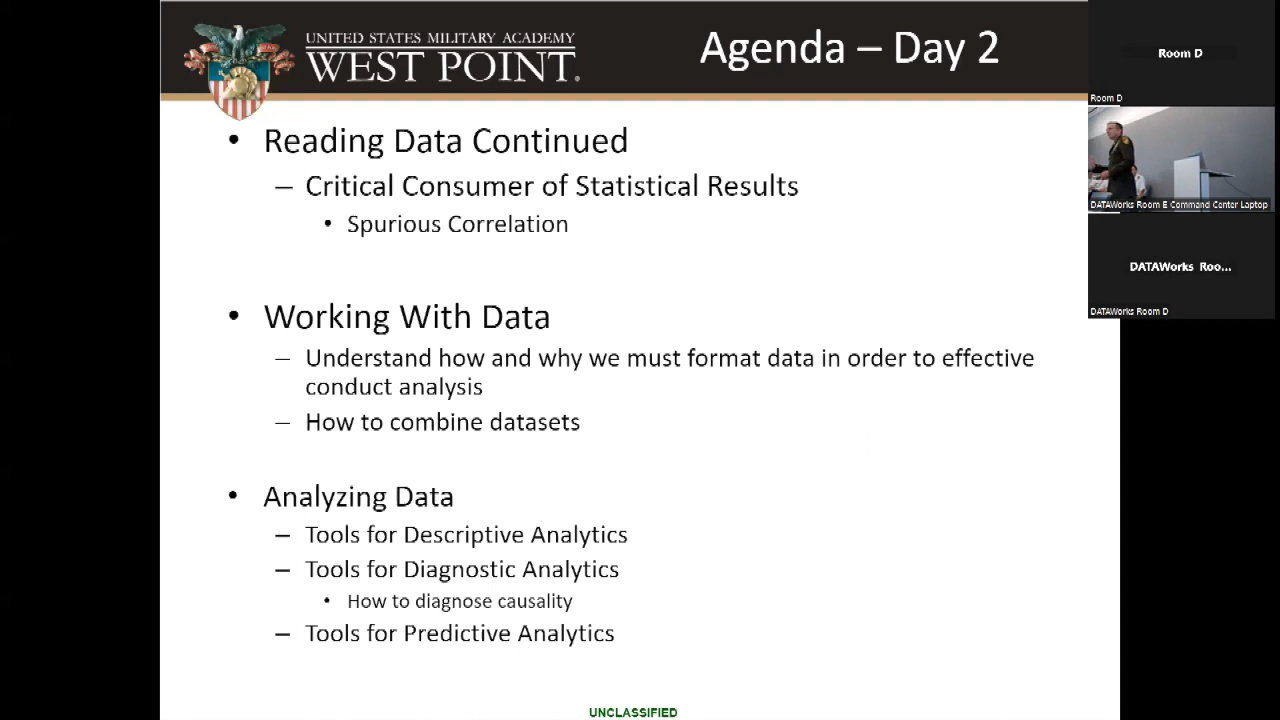 UNITED STATES MILITARY ACADEMY
WEST POINT.
Agenda – Day 2
• Reading Data Continued
– Critical Consumer of Statistical Results
• Spurious Correlation
• Working With Data
– Understand how and why we must format data in order to effective
conduct analysis
– How to combine datasets
• Analyzing Data
– Tools for Descriptive Analytics
– Tools for Diagnostic Analytics
• How to diagnose causality
– Tools for Predictive Analytics
UNCLASSIFIED
Room D
Room D
DATAWorks Room E Command Center Laptop
DATAWorks Roo...
DATAWorks Room D